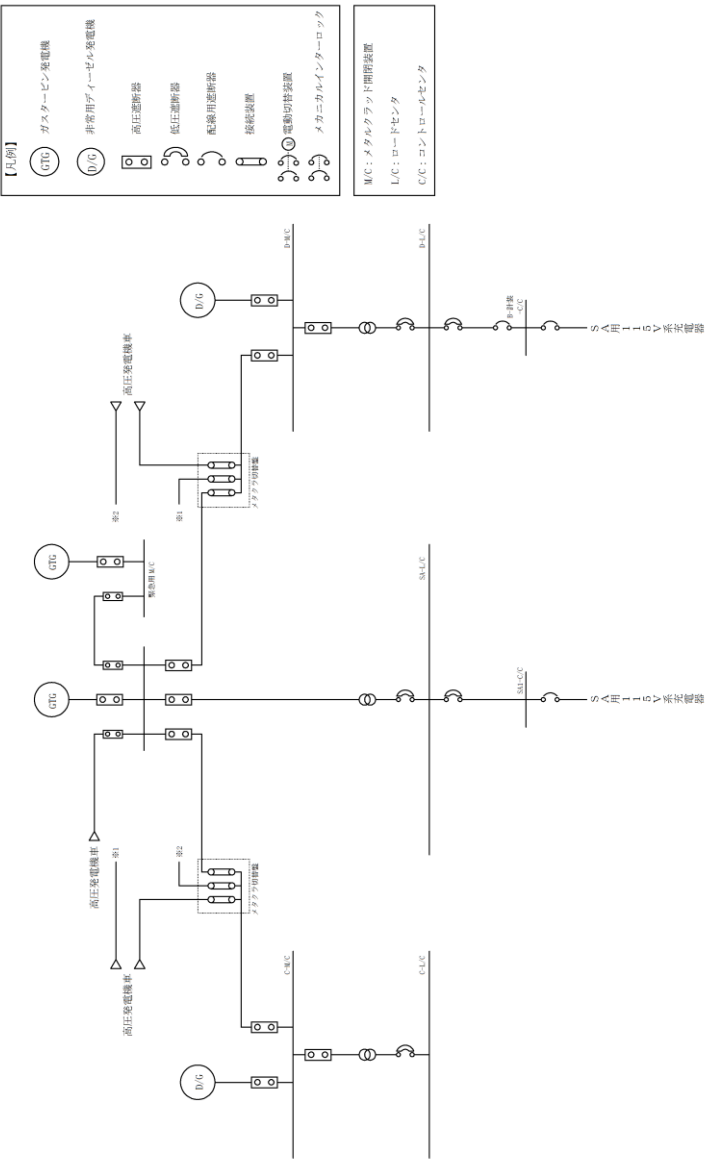 【凡例】
GTG ガスタービン発電機
D/G 非常用ディーゼル発電機
高圧遮断器
低圧遮断器
配線用遮断器
接続装置
M 電動切替装置
メカニカルインターロック
M/C:メタルクラッド開閉装置
L/C:ロードセンタ
C/C:コントロールセンタ
高圧発電機車
高圧発電機車
※1
GTG
GTG
※2
高圧発電機車
D/G
緊急用M/C
※2
※1
D/G
メタクラ切替盤
メタクラ切替盤
C-M/C
D-M/C
C-L/C
SA-L/C
D-L/C
SA1-C/C
D-計装
-C/C
SA用115V系充電器
SA用115V系充電器